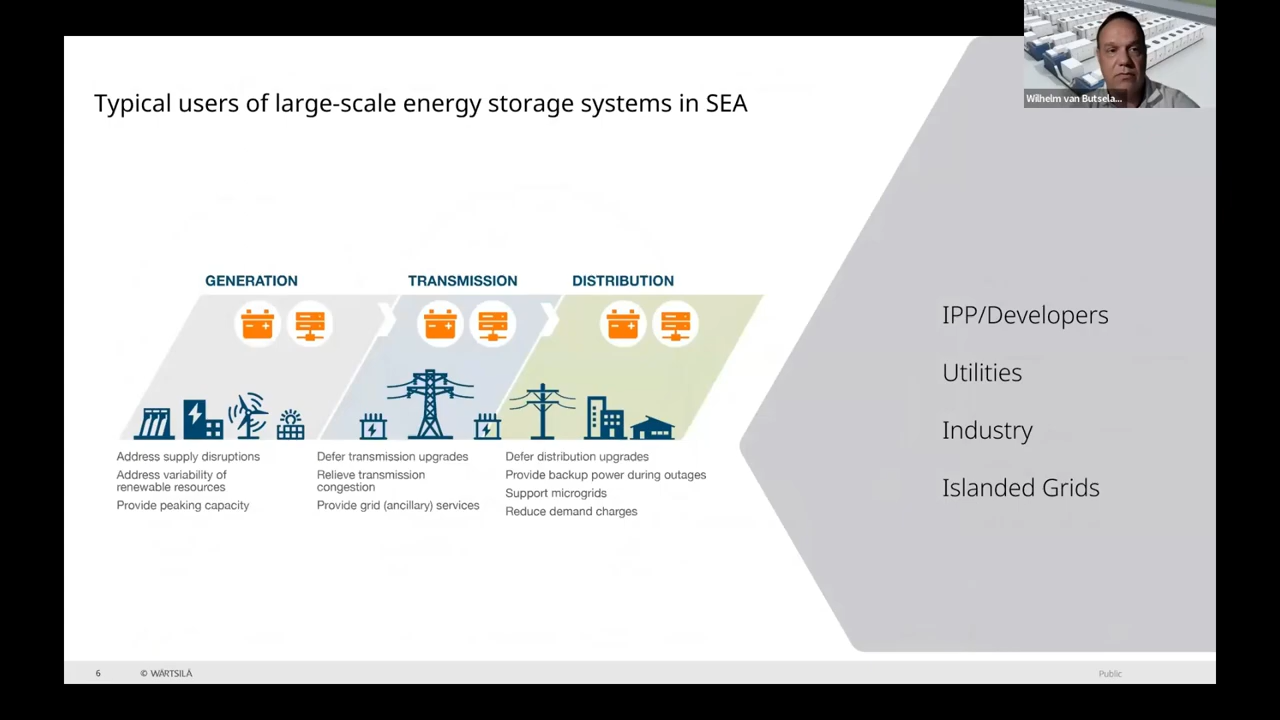 Wilhelm van Butsela...
Typical users of large-scale energy storage systems in SEA
GENERATION
TRANSMISSION
DISTRIBUTION
Address supply disruptions
Address variability of
renewable resources
Provide peaking capacity
Defer transmission upgrades
Relieve transmission
congestion
Provide grid (ancillary) services
Defer distribution upgrades
Provide backup power during outages
Support microgrids
Reduce demand charges
IPP/Developers
Utilities
Industry
Islanded Grids
6
© WÄRTSILÄ
Public